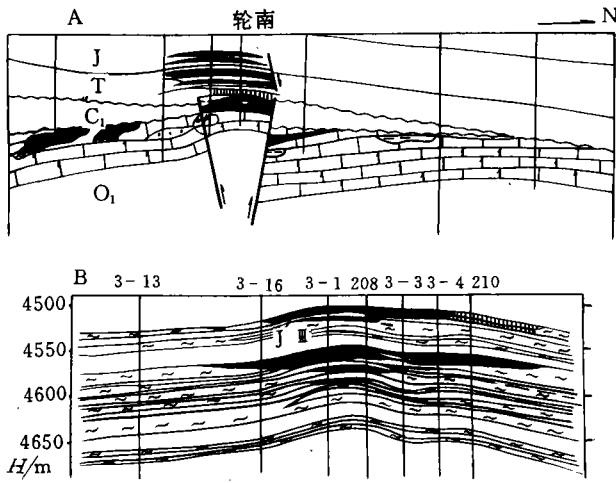 A 轮南 N
J
T
C₁
O₁
B 3-13 3-16 3-1 208 3-3 3-4 210
4500
J Ⅲ
4550
4600
4650
H/m